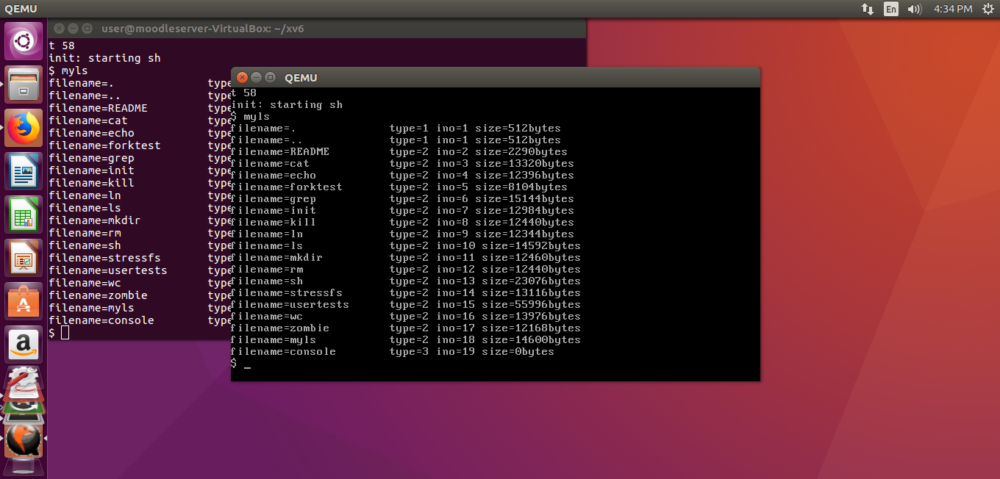 QEMU
En
4:34 PM
user@moodleserver-VirtualBox: ~/xv6
t 58
init: starting sh
$ myls
filename=. type
filename=.. type
filename=README type
filename=cat type
filename=echo type
filename=forktest type
filename=grep type
filename=init type
filename=kill type
filename=ln type
filename=ls type
filename=mkdir type
filename=rm type
filename=sh type
filename=stressfs type
filename=usertests type
filename=wc type
filename=zombie type
filename=myls type
filename=console type
$
QEMU
t 58
init: starting sh
$ myls
filename=. type=1 ino=1 size=512bytes
filename=.. type=1 ino=1 size=512bytes
filename=README type=2 ino=2 size=2290bytes
filename=cat type=2 ino=3 size=13320bytes
filename=echo type=2 ino=4 size=12396bytes
filename=forktest type=2 ino=5 size=8104bytes
filename=grep type=2 ino=6 size=15144bytes
filename=init type=2 ino=7 size=12984bytes
filename=kill type=2 ino=8 size=12440bytes
filename=ln type=2 ino=9 size=12344bytes
filename=ls type=2 ino=10 size=14592bytes
filename=mkdir type=2 ino=11 size=12460bytes
filename=rm type=2 ino=12 size=12440bytes
filename=sh type=2 ino=13 size=23076bytes
filename=stressfs type=2 ino=14 size=13116bytes
filename=usertests type=2 ino=15 size=55996bytes
filename=wc type=2 ino=16 size=13976bytes
filename=zombie type=2 ino=17 size=12168bytes
filename=myls type=2 ino=18 size=14600bytes
filename=console type=3 ino=19 size=0bytes
$ _